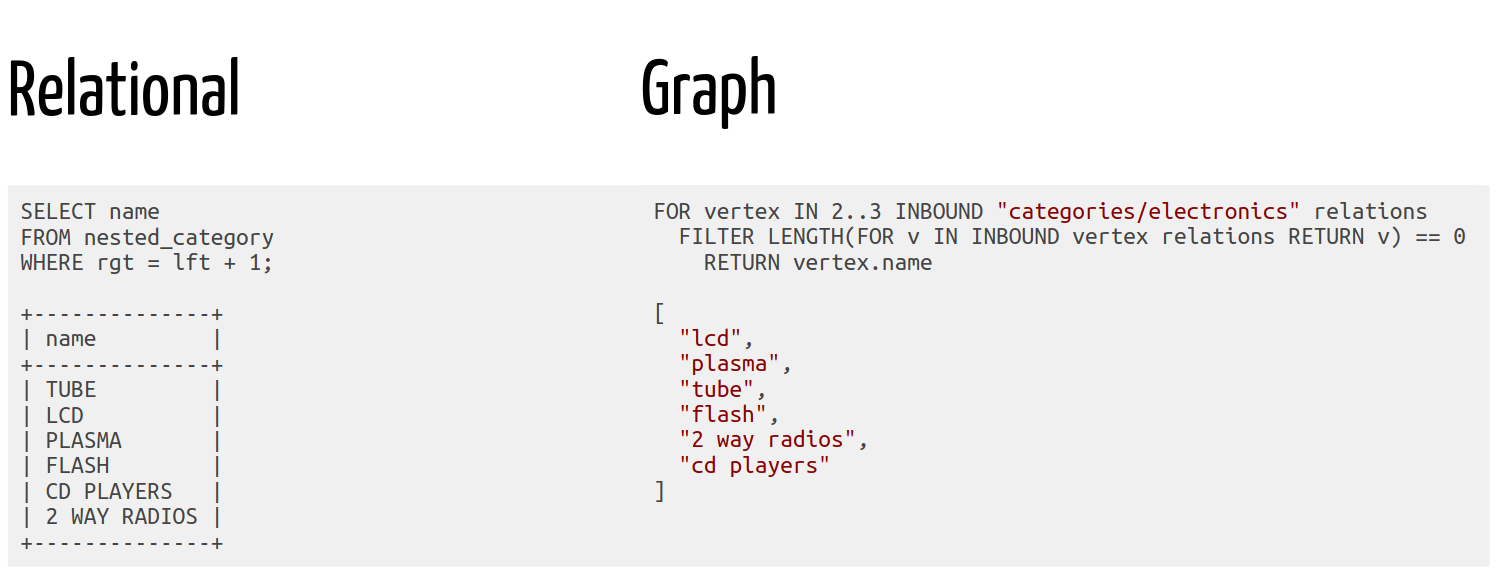 Relational
SELECT name
FROM nested_category
WHERE rgt = lft + 1;
+--------------+
| name         |
+--------------+
| TUBE         |
| LCD          |
| PLASMA       |
| FLASH        |
| CD PLAYERS   |
| 2 WAY RADIOS |
+--------------+
Graph
FOR vertex IN 2..3 INBOUND "categories/electronics" relations
  FILTER LENGTH(FOR v IN INBOUND vertex relations RETURN v) == 0
    RETURN vertex.name
[
  "lcd",
  "plasma",
  "tube",
  "flash",
  "2 way radios",
  "cd players"
]